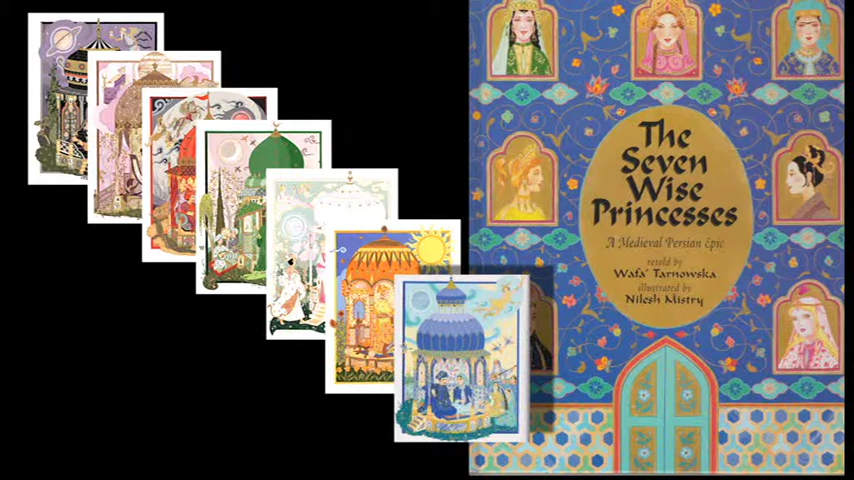 The
Seven
Wise
Princesses
A Medieval Persian Epic
retold by
Wafa' Tarnowska
illustrated by
Nilesh Mistry